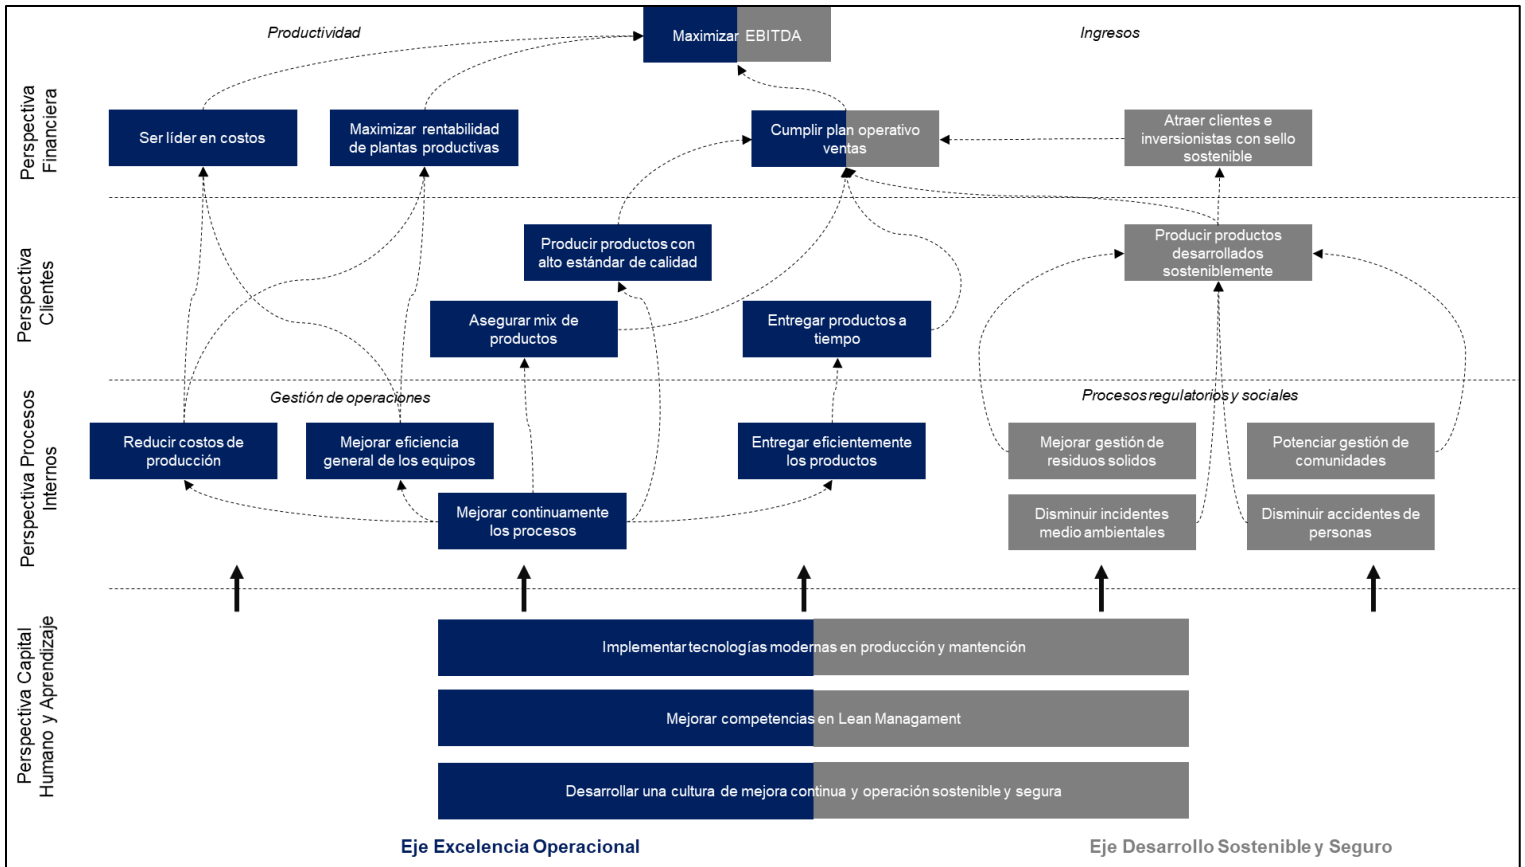 Productividad
Maximizar EBITDA
Ingresos
Perspectiva
Financiera
Ser líder en costos
Maximizar rentabilidad
de plantas productivas
Cumplir plan operativo
ventas
Atraer clientes e
inversionistas con sello
sostenible
Perspectiva
Clientes
Producir productos con
alto estándar de calidad
Producir productos
desarrollados
sosteniblemente
Asegurar mix de
productos
Entregar productos a
tiempo
Perspectiva Procesos
Internos
Gestión de operaciones
Procesos regulatorios y sociales
Reducir costos de
producción
Mejorar eficiencia
general de los equipos
Entregar eficientemente
los productos
Mejorar gestión de
residuos solidos
Potenciar gestión de
comunidades
Mejorar continuamente
los procesos
Disminuir incidentes
medio ambientales
Disminuir accidentes de
personas
Perspectiva Capital
Humano y Aprendizaje
Implementar tecnologías modernas en producción y mantención
Mejorar competencias en Lean Managament
Desarrollar una cultura de mejora continua y operación sostenible y segura
Eje Excelencia Operacional
Eje Desarrollo Sostenible y Seguro